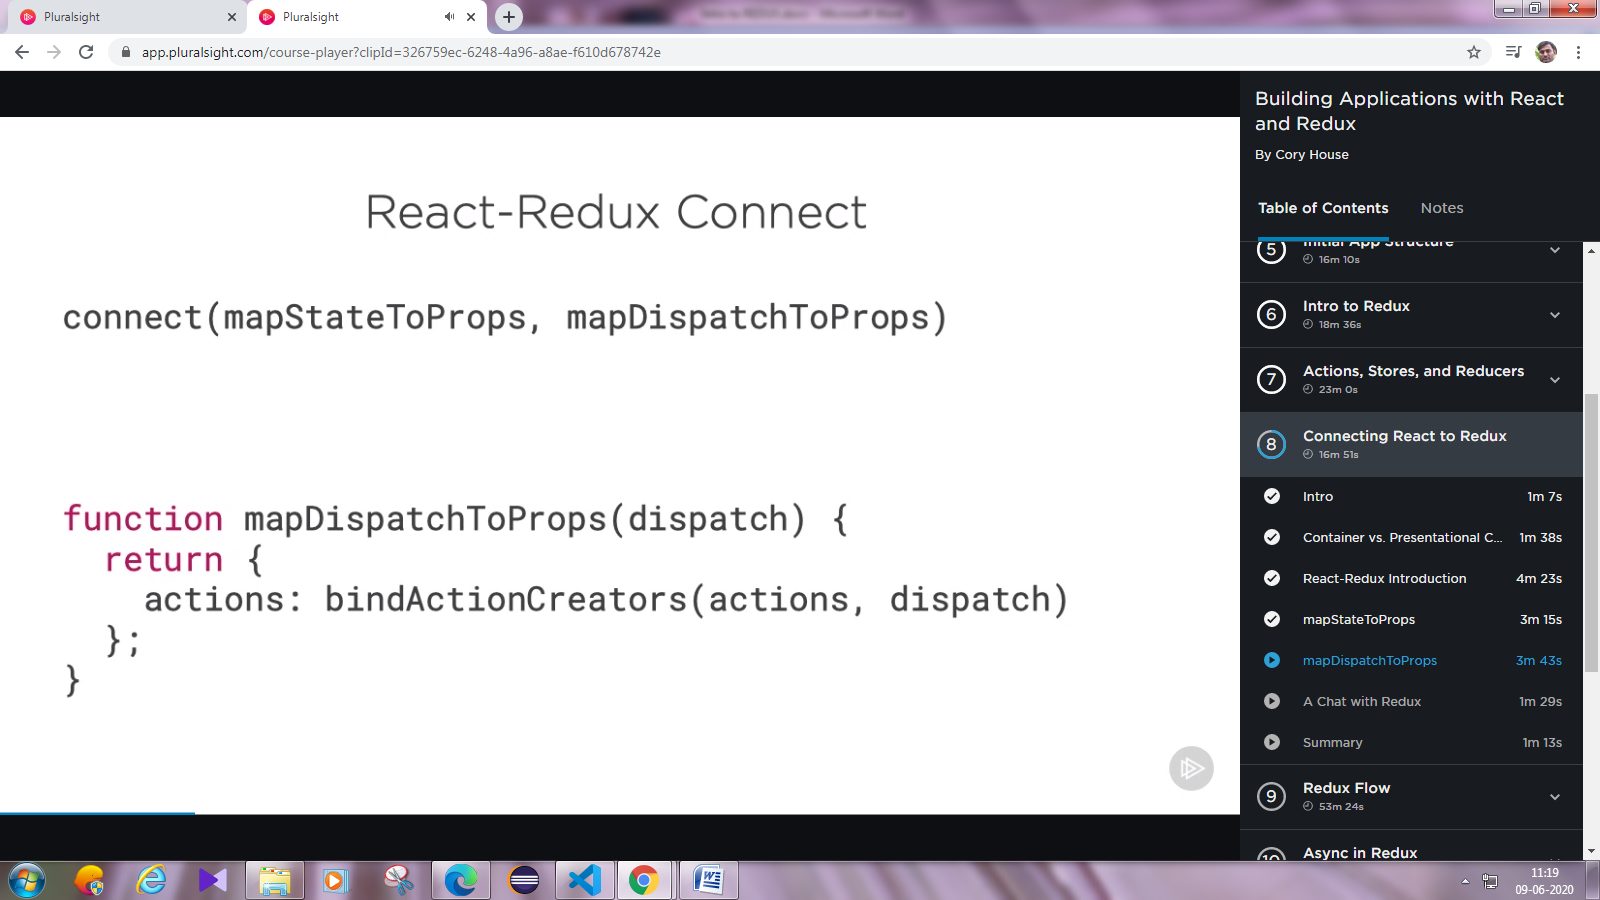 Pluralsight
Pluralsight
app.pluralsight.com/course-player?clipId=326759ec-6248-4a96-a8ae-f610d678742e
React-Redux Connect
connect(mapStateToProps, mapDispatchToProps)
function mapDispatchToProps(dispatch) {
return {
actions: bindActionCreators(actions, dispatch)
};
}
Building Applications with React
and Redux
By Cory House
Table of Contents Notes
5 Initial App Structure
16m 10s
6 Intro to Redux
18m 36s
7 Actions, Stores, and Reducers
23m 0s
8 Connecting React to Redux
16m 51s
Intro 1m 7s
Container vs. Presentational C... 1m 38s
React-Redux Introduction 4m 23s
mapStateToProps 3m 15s
mapDispatchToProps 3m 43s
A Chat with Redux 1m 29s
Summary 1m 13s
9 Redux Flow
53m 24s
10 Async in Redux
11:19
09-06-2020